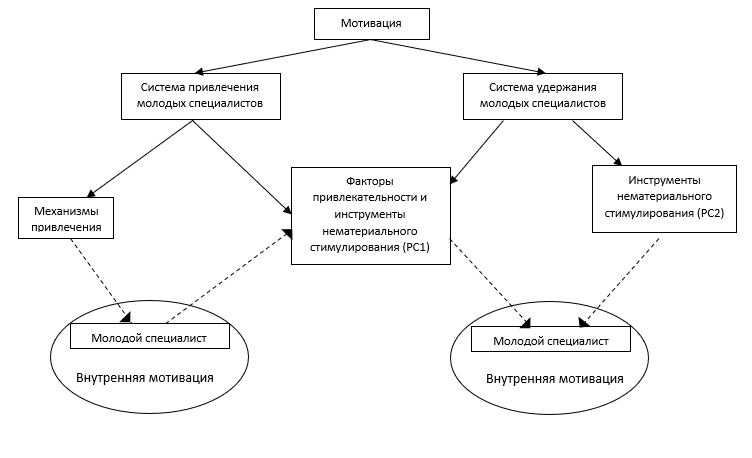 Мотивация
Система привлечения
молодых специалистов
Система удержания
молодых специалистов
Факторы
привлекательности и
инструменты
нематериального
стимулирования (РС1)
Инструменты
нематериального
стимулирования (РС2)
Механизмы
привлечения
Молодой специалист
Внутренняя мотивация
Молодой специалист
Внутренняя мотивация